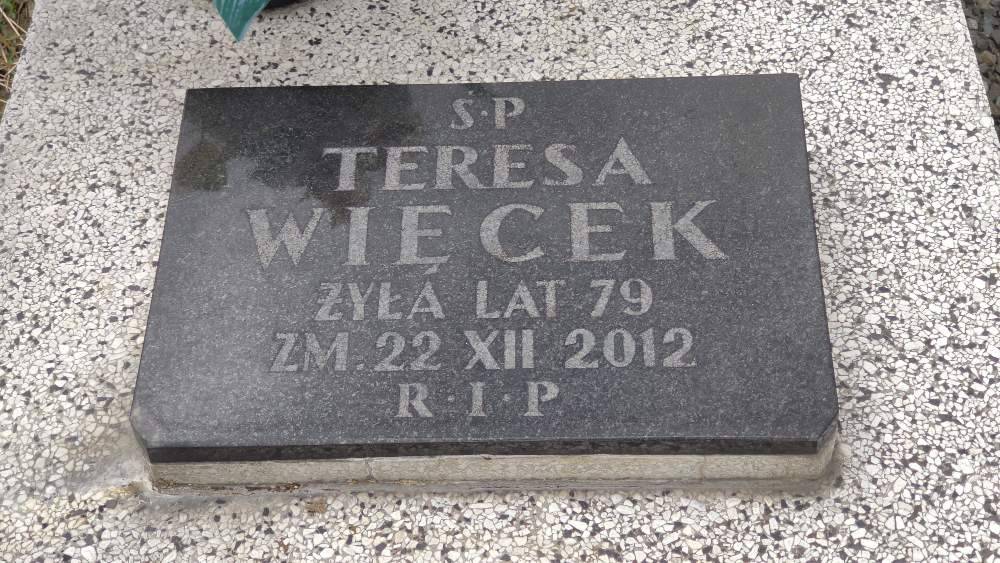 Ś·P
TERESA
WIĘCEK
ŻYŁA LAT 79
ZM. 22 XII 2012
R·I·P